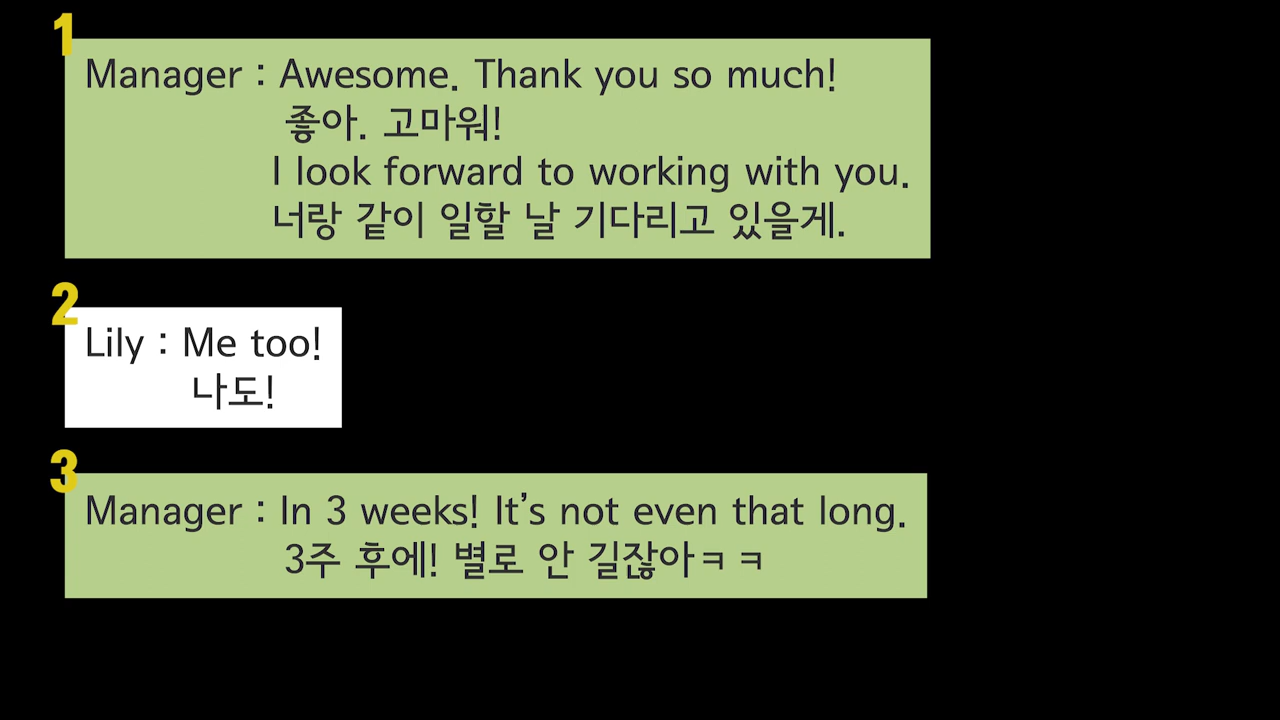 1
Manager : Awesome. Thank you so much!
좋아. 고마워!
I look forward to working with you.
너랑 같이 일할 날 기다리고 있을게.
2
Lily : Me too!
나도!
3
Manager : In 3 weeks! It's not even that long.
3주 후에! 별로 안 길잖아ㅋㅋ